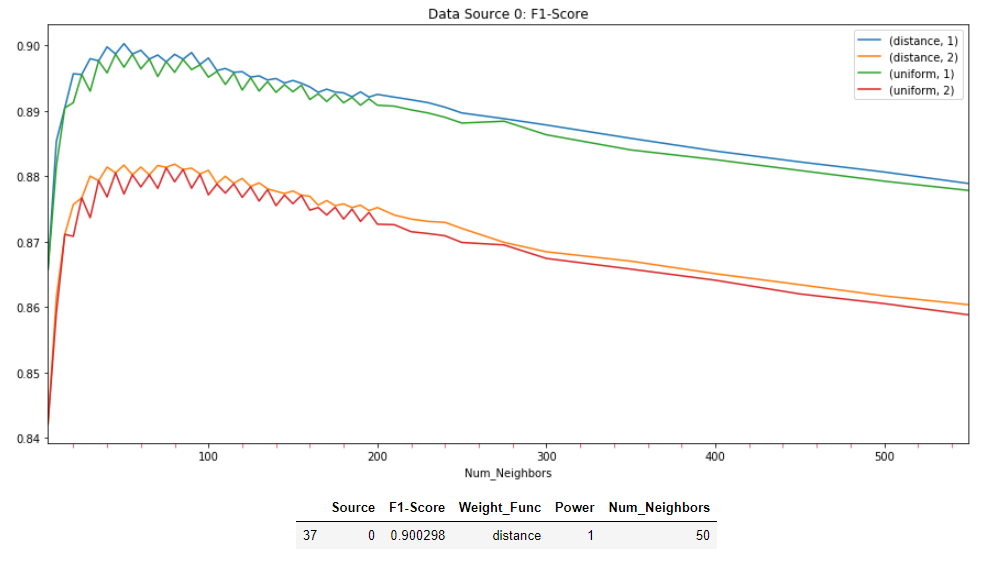 Data Source 0: F1-Score
(distance, 1)
(distance, 2)
(uniform, 1)
(uniform, 2)
0.90
0.89
0.88
0.87
0.86
0.85
0.84
100 200 300 400 500
Num_Neighbors
Source F1-Score Weight_Func Power Num_Neighbors
37 0 0.900298 distance 1 50